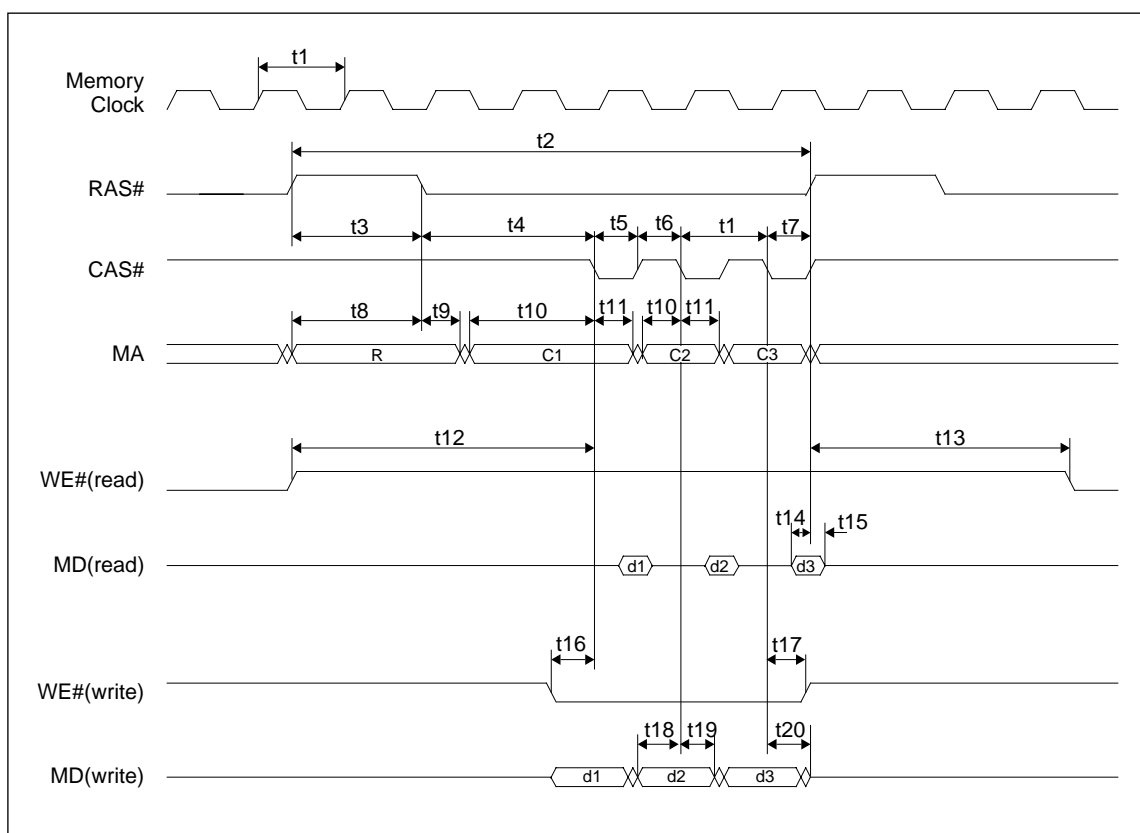 t1
Memory
Clock
t2
RAS#
t3 t4 t5 t6 t1 t7
CAS#
t8 t9 t10 t11 t10 t11
MA R C1 C2 C3
t12 t13
WE#(read)
t14 t15
MD(read) d1 d2 d3
t16 t17
WE#(write)
t18 t19 t20
MD(write) d1 d2 d3